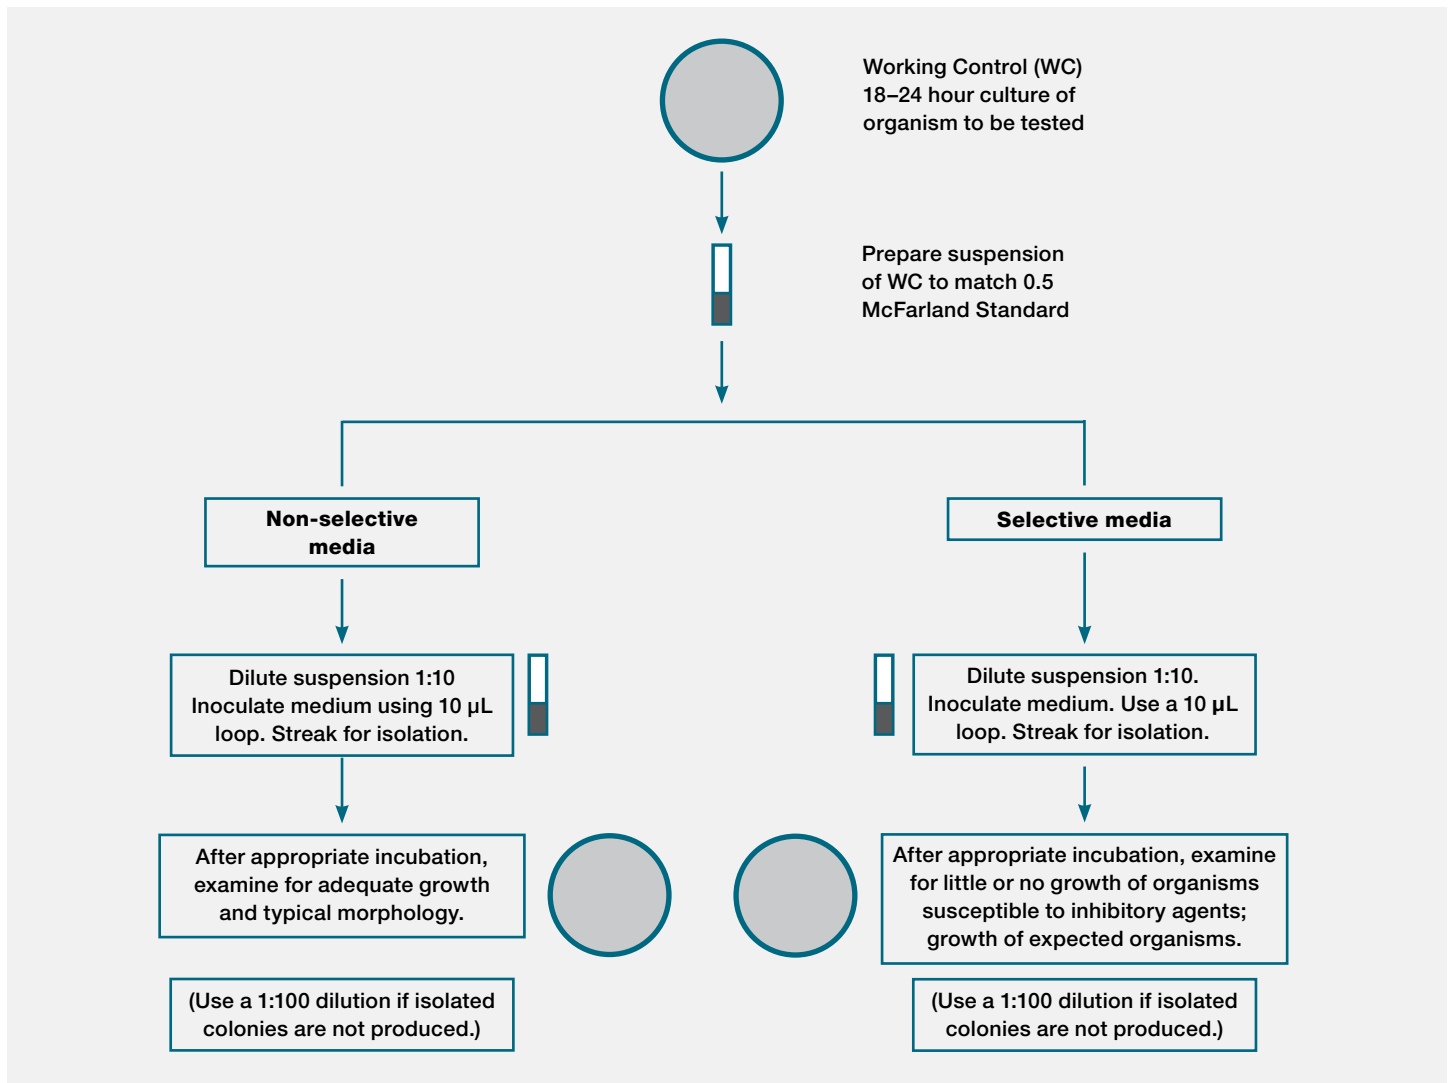 Working Control (WC)
18–24 hour culture of
organism to be tested
Prepare suspension
of WC to match 0.5
McFarland Standard
Non-selective
media
Dilute suspension 1:10
Inoculate medium using 10 µL
loop. Streak for isolation.
After appropriate incubation,
examine for adequate growth
and typical morphology.
(Use a 1:100 dilution if isolated
colonies are not produced.)
Selective media
Dilute suspension 1:10.
Inoculate medium. Use a 10 µL
loop. Streak for isolation.
After appropriate incubation, examine
for little or no growth of organisms
susceptible to inhibitory agents;
growth of expected organisms.
(Use a 1:100 dilution if isolated
colonies are not produced.)